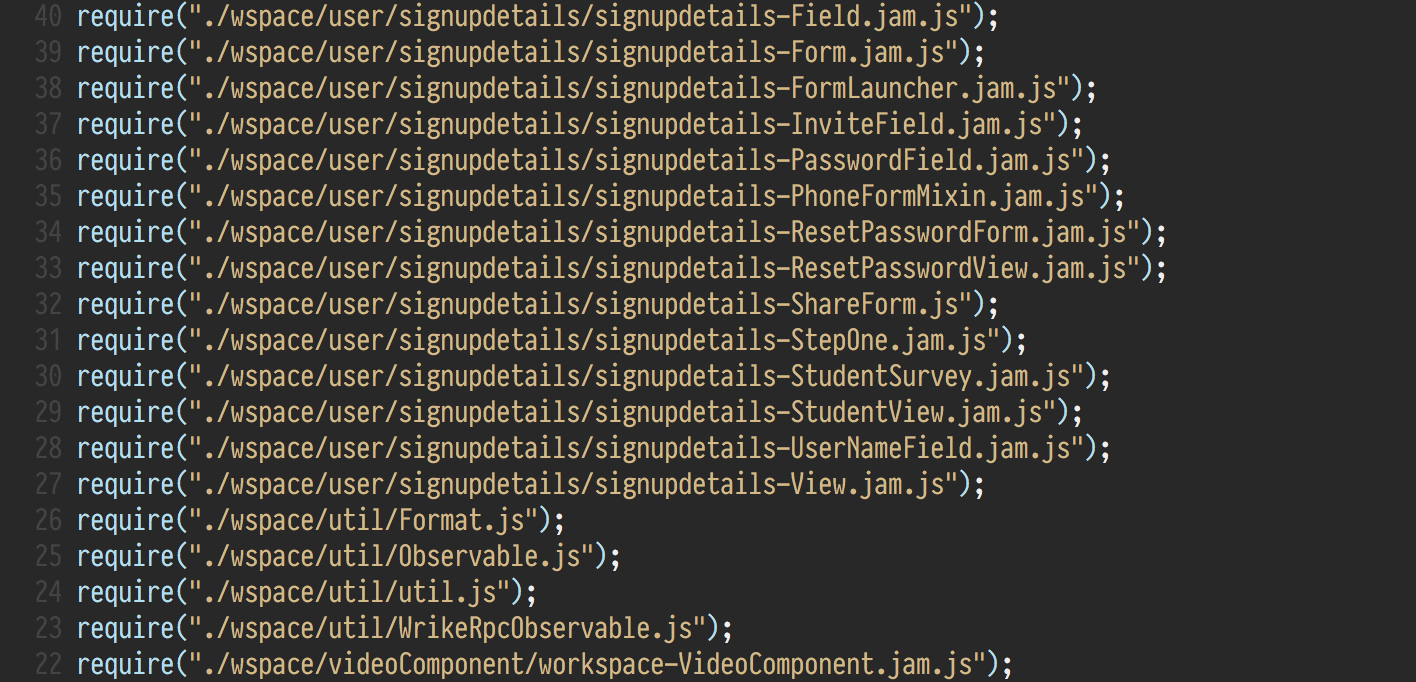 40 require("./wspace/user/signupdetails/signupdetails-Field.jam.js");
39 require("./wspace/user/signupdetails/signupdetails-Form.jam.js");
38 require("./wspace/user/signupdetails/signupdetails-FormLauncher.jam.js");
37 require("./wspace/user/signupdetails/signupdetails-InviteField.jam.js");
36 require("./wspace/user/signupdetails/signupdetails-PasswordField.jam.js");
35 require("./wspace/user/signupdetails/signupdetails-PhoneFormMixin.jam.js");
34 require("./wspace/user/signupdetails/signupdetails-ResetPasswordForm.jam.js");
33 require("./wspace/user/signupdetails/signupdetails-ResetPasswordView.jam.js");
32 require("./wspace/user/signupdetails/signupdetails-ShareForm.js");
31 require("./wspace/user/signupdetails/signupdetails-StepOne.jam.js");
30 require("./wspace/user/signupdetails/signupdetails-StudentSurvey.jam.js");
29 require("./wspace/user/signupdetails/signupdetails-StudentView.jam.js");
28 require("./wspace/user/signupdetails/signupdetails-UserNameField.jam.js");
27 require("./wspace/user/signupdetails/signupdetails-View.jam.js");
26 require("./wspace/util/Format.js");
25 require("./wspace/util/Observable.js");
24 require("./wspace/util/util.js");
23 require("./wspace/util/WrikeRpcObservable.js");
22 require("./wspace/videoComponent/workspace-VideoComponent.jam.js");